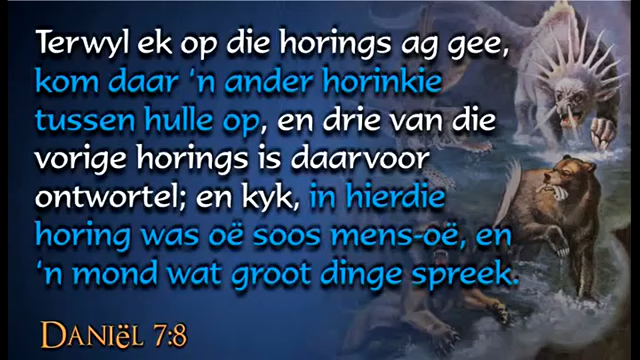 Terwyl ek op die horings ag gee,
kom daar ‘n ander horinkie
tussen hulle op, en drie van die
vorige horings is daarvoor
ontwortel; en kyk, in hierdie
horing was oë soos mens-oë, en
‘n mond wat groot dinge spreek.
Daniël 7:8